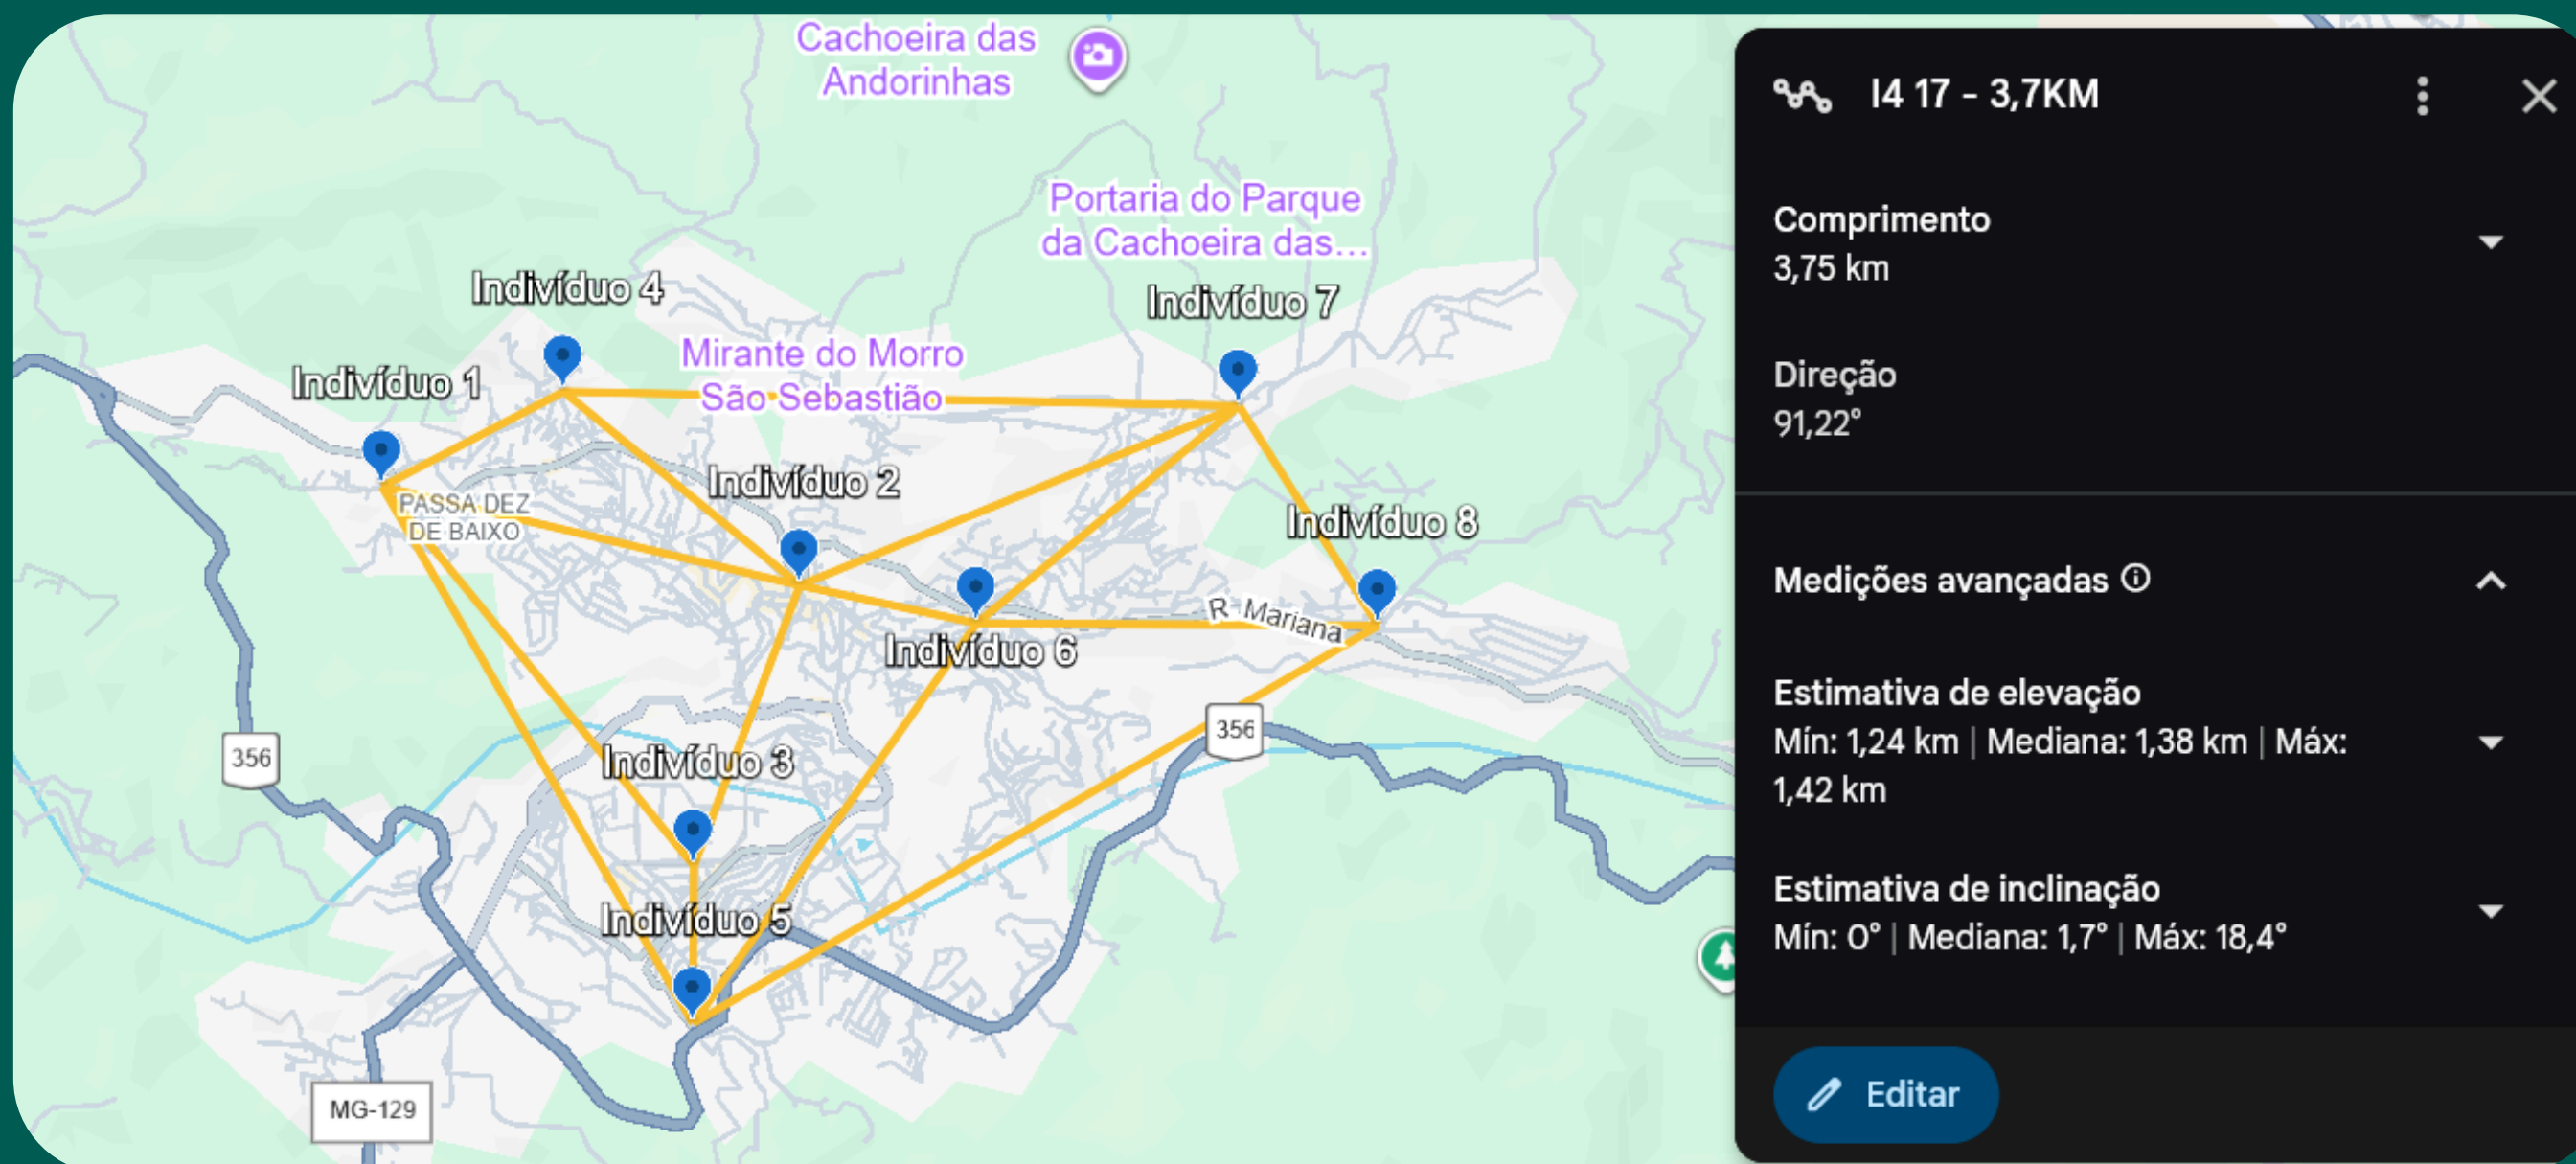 Cachoeira das
Andorinhas
Portaria do Parque
da Cachoeira das...
Indivíduo 4
Indivíduo 7
Mirante do Morro
São Sebastião
Indivíduo 1
Indivíduo 2
PASSA DEZ
DE BAIXO
Indivíduo 8
R. Mariana
Indivíduo 6
356
356
Indivíduo 3
Indivíduo 5
MG-129
I4 17 - 3,7KM
Comprimento
3,75 km
Direção
91,22°
Medições avançadas
Estimativa de elevação
Mín: 1,24 km | Mediana: 1,38 km | Máx:
1,42 km
Estimativa de inclinação
Mín: 0° | Mediana: 1,7° | Máx: 18,4°
Editar